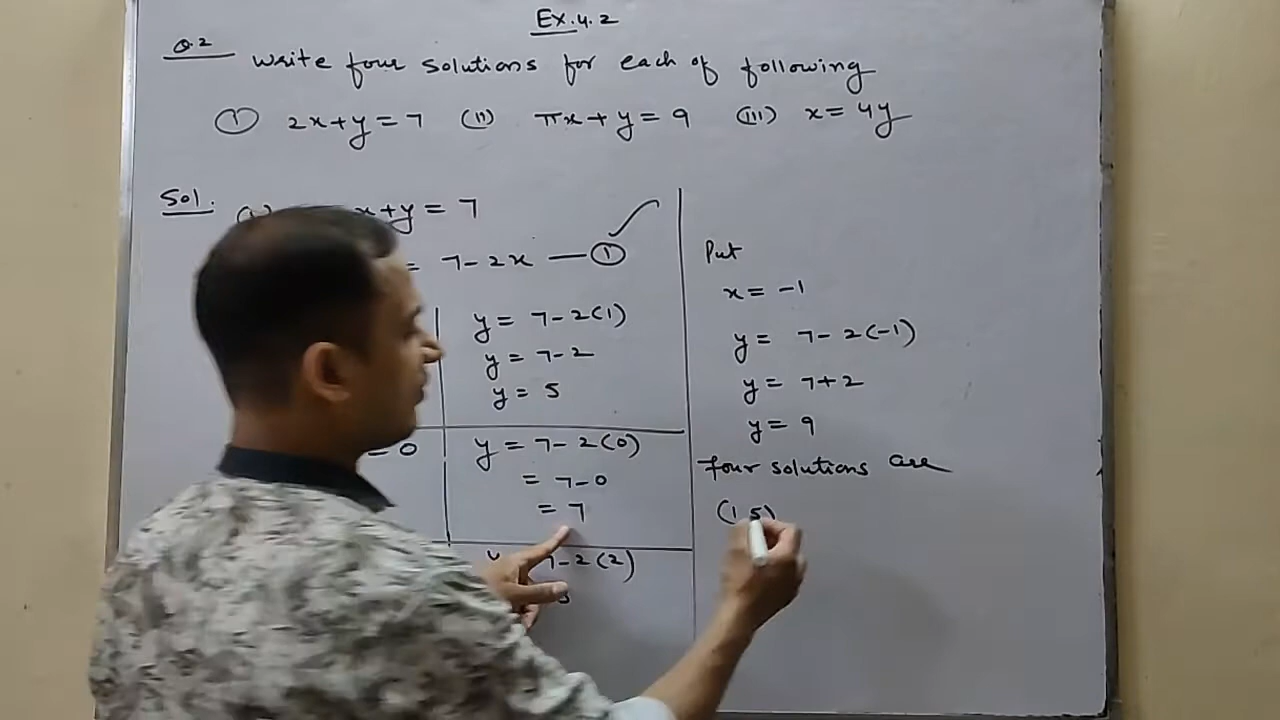 Ex.4.2
Q.2 Write four solutions for each of following
(1) 2x+y=7 (II) πx+y=9 (III) x=4y
Sol. x+y=7
= 7-2x —(1)
y= 7-2(1)
y= 7-2
y= 5
=0
y= 7-2(0)
= 7-0
= 7
7-2(2)
Put
x= -1
y= 7-2(-1)
y= 7+2
y= 9
four solutions are
(1,5)